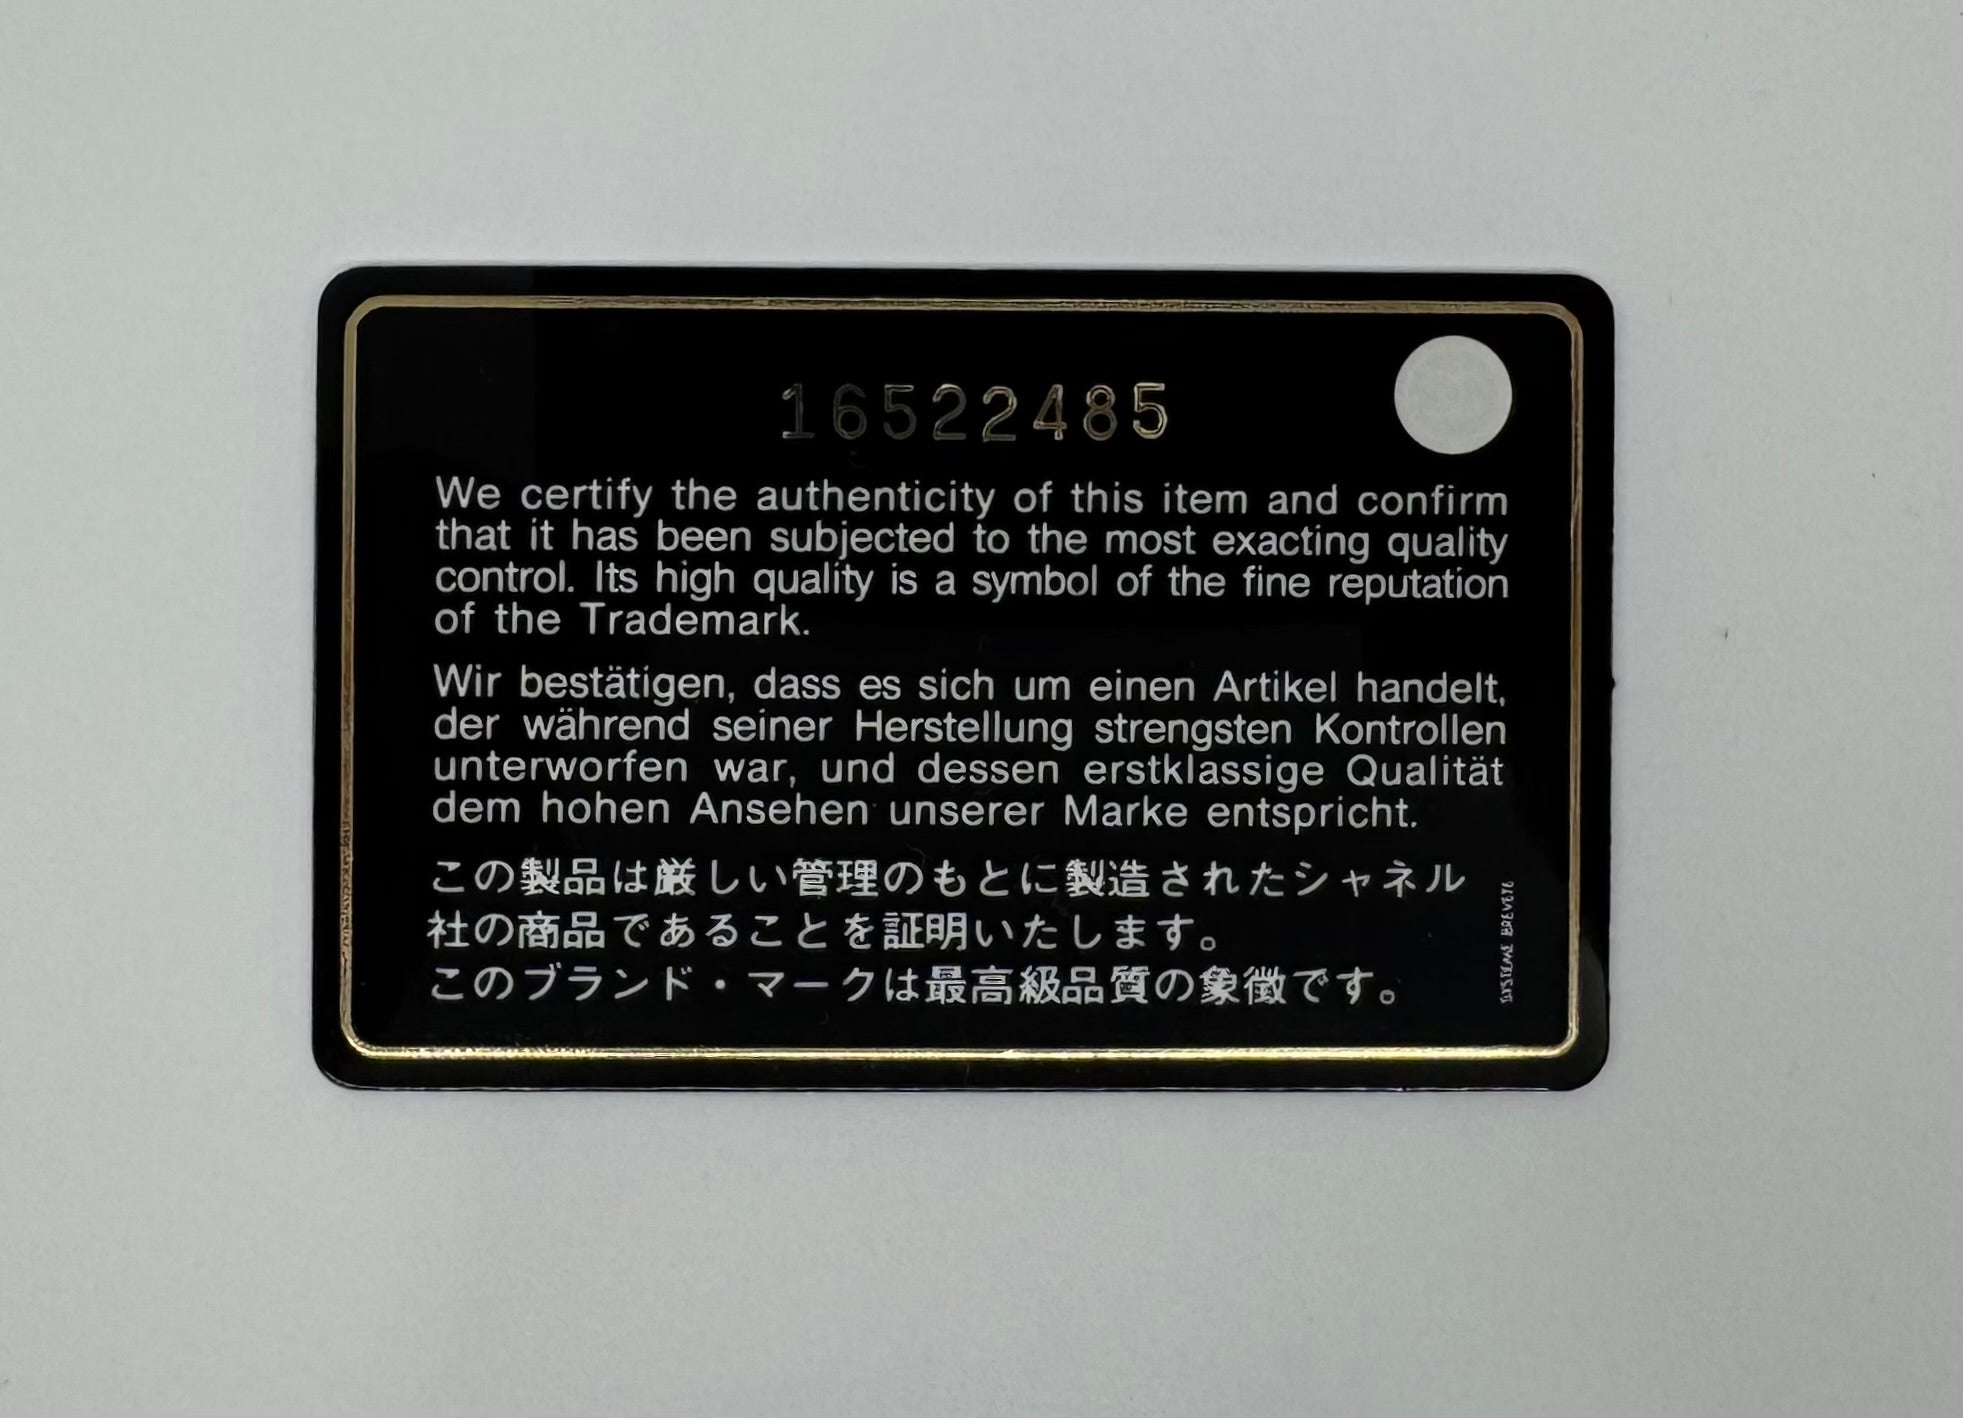 16522485
We certify the authenticity of this item and confirm
that it has been subjected to the most exacting quality
control. Its high quality is a symbol of the fine reputation
of the Trademark.
Wir bestätigen, dass es sich um einen Artikel handelt,
der während seiner Herstellung strengsten Kontrollen
unterworfen war, und dessen erstklassige Qualität
dem hohen Ansehen unserer Marke entspricht.
この製品は厳しい管理のもとに製造されたシャネル
社の商品であることを証明いたします。
このブランド・マークは最高級品質の象徴です。
SYSTEME BREVETE